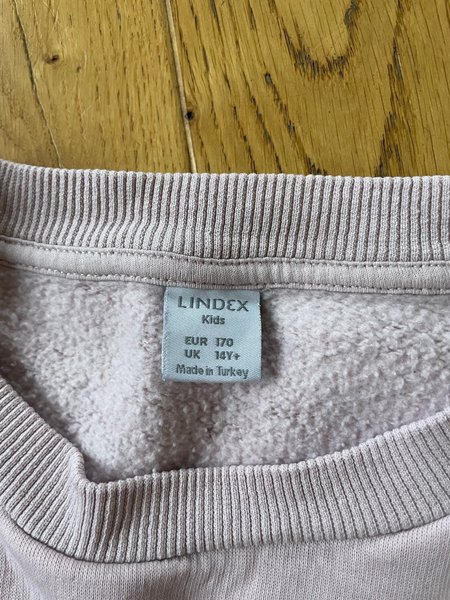 LINDEX
Kids
EUR 170
UK 14Y+
Made in Turkey